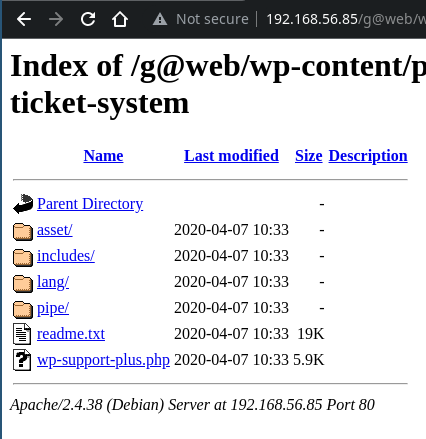 Not secure 192.168.56.85/g@web/w
Index of /g@web/wp-content/p
ticket-system
Name Last modified Size Description
Parent Directory -
asset/ 2020-04-07 10:33 -
includes/ 2020-04-07 10:33 -
lang/ 2020-04-07 10:33 -
pipe/ 2020-04-07 10:33 -
readme.txt 2020-04-07 10:33 19K
wp-support-plus.php 2020-04-07 10:33 5.9K
Apache/2.4.38 (Debian) Server at 192.168.56.85 Port 80